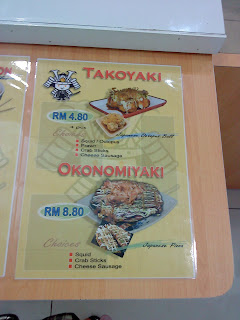 TAKOYAKI
RM 4.80
Japanese Octopus Ball
Squid / Octopus
Prawn
Crab Sticks
Cheese Sausage
OKONOMIYAKI
RM 8.80
Choices
Japanese Pizza
Squid
Crab Sticks
Cheese Sausage